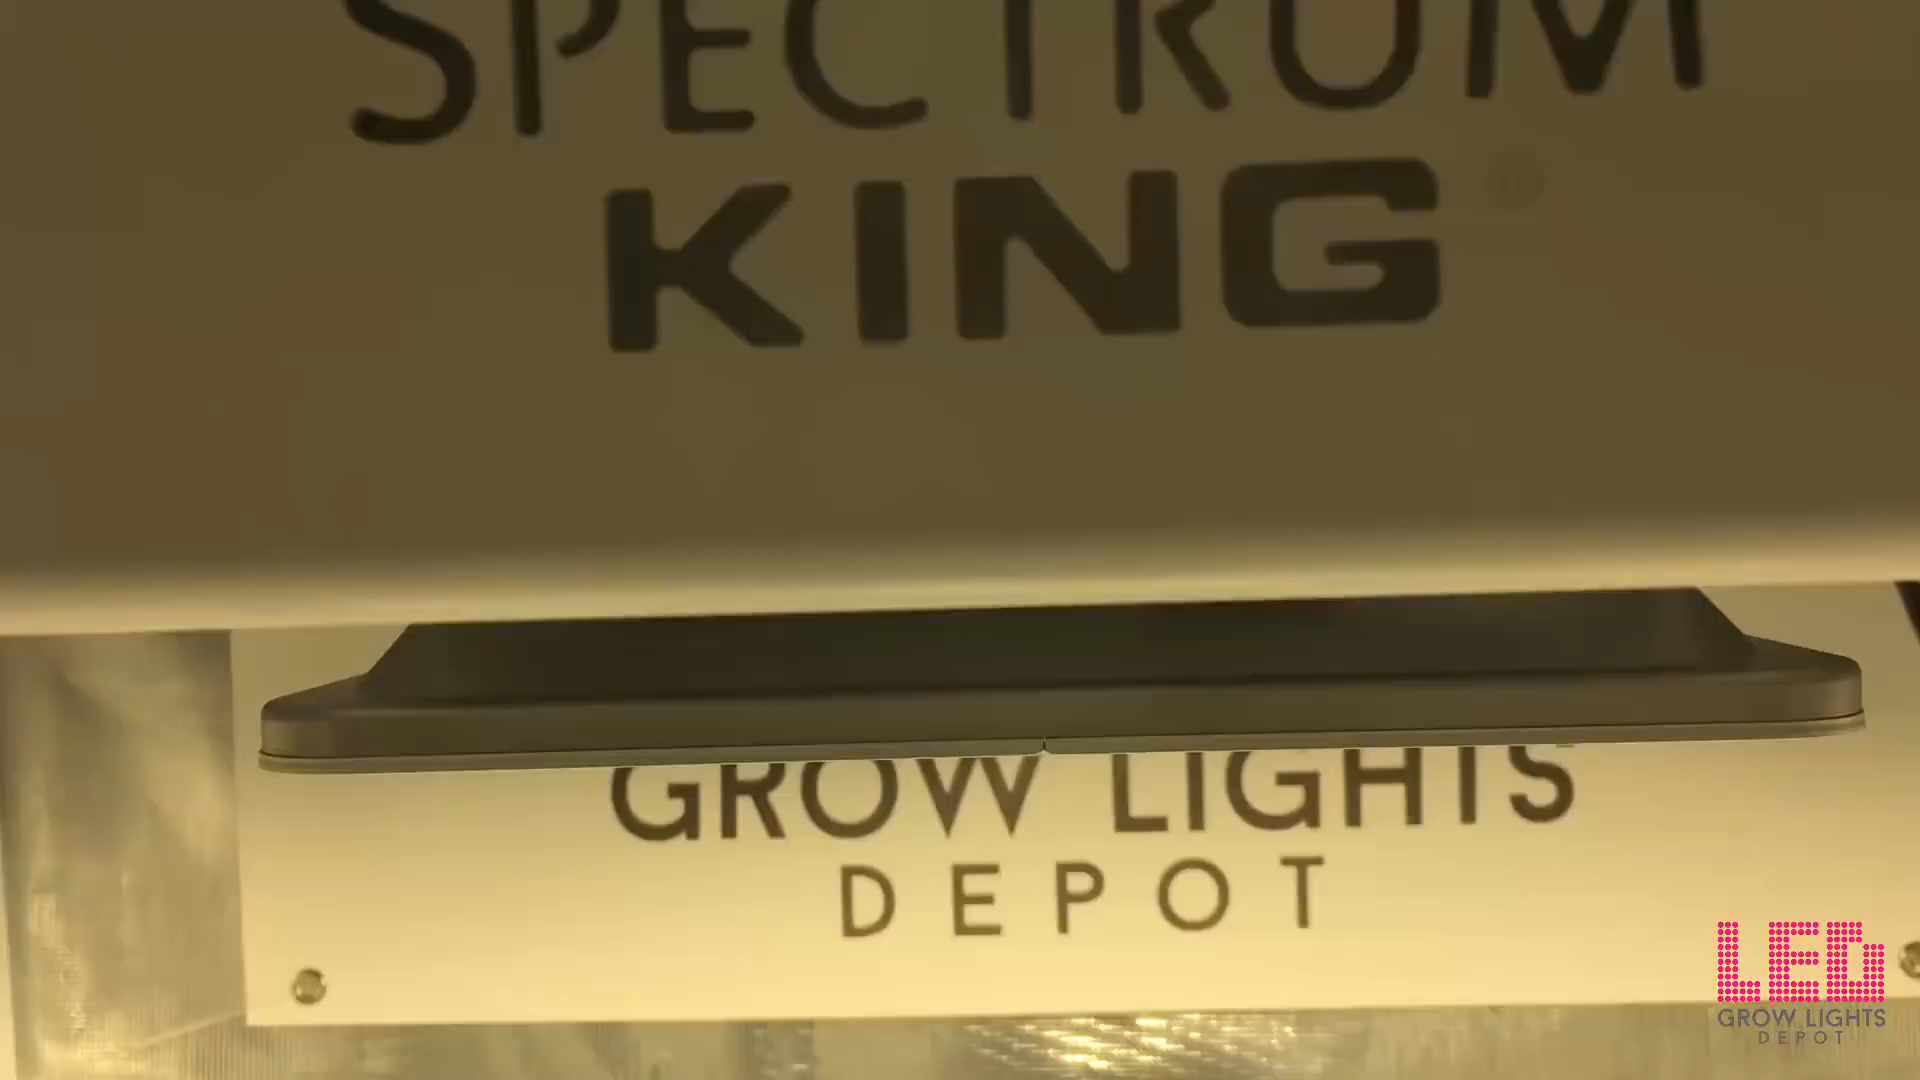 SPECTRUM
KING
GROW LIGHTS
DEPOT
LED
GROW LIGHTS
DEPOT